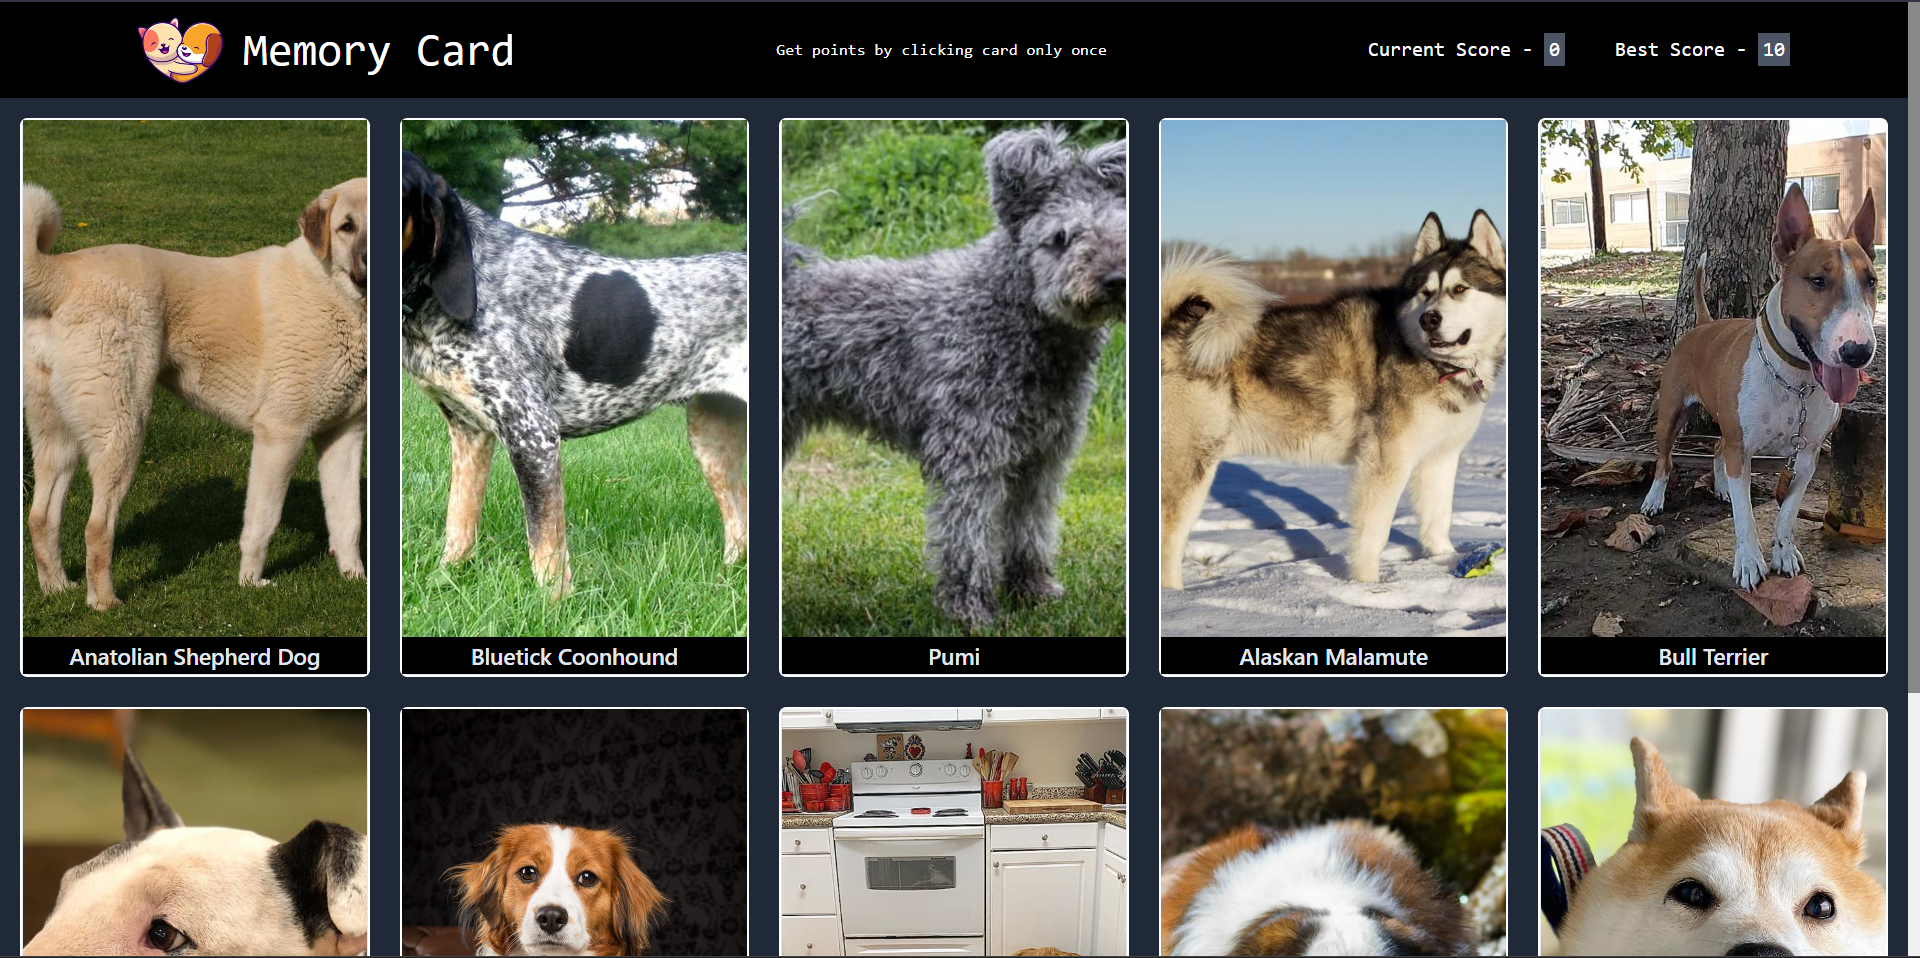 Memory Card
Get points by clicking card only once
Current Score - 0
Best Score - 10
Anatolian Shepherd Dog
Bluetick Coonhound
Pumi
Alaskan Malamute
Bull Terrier